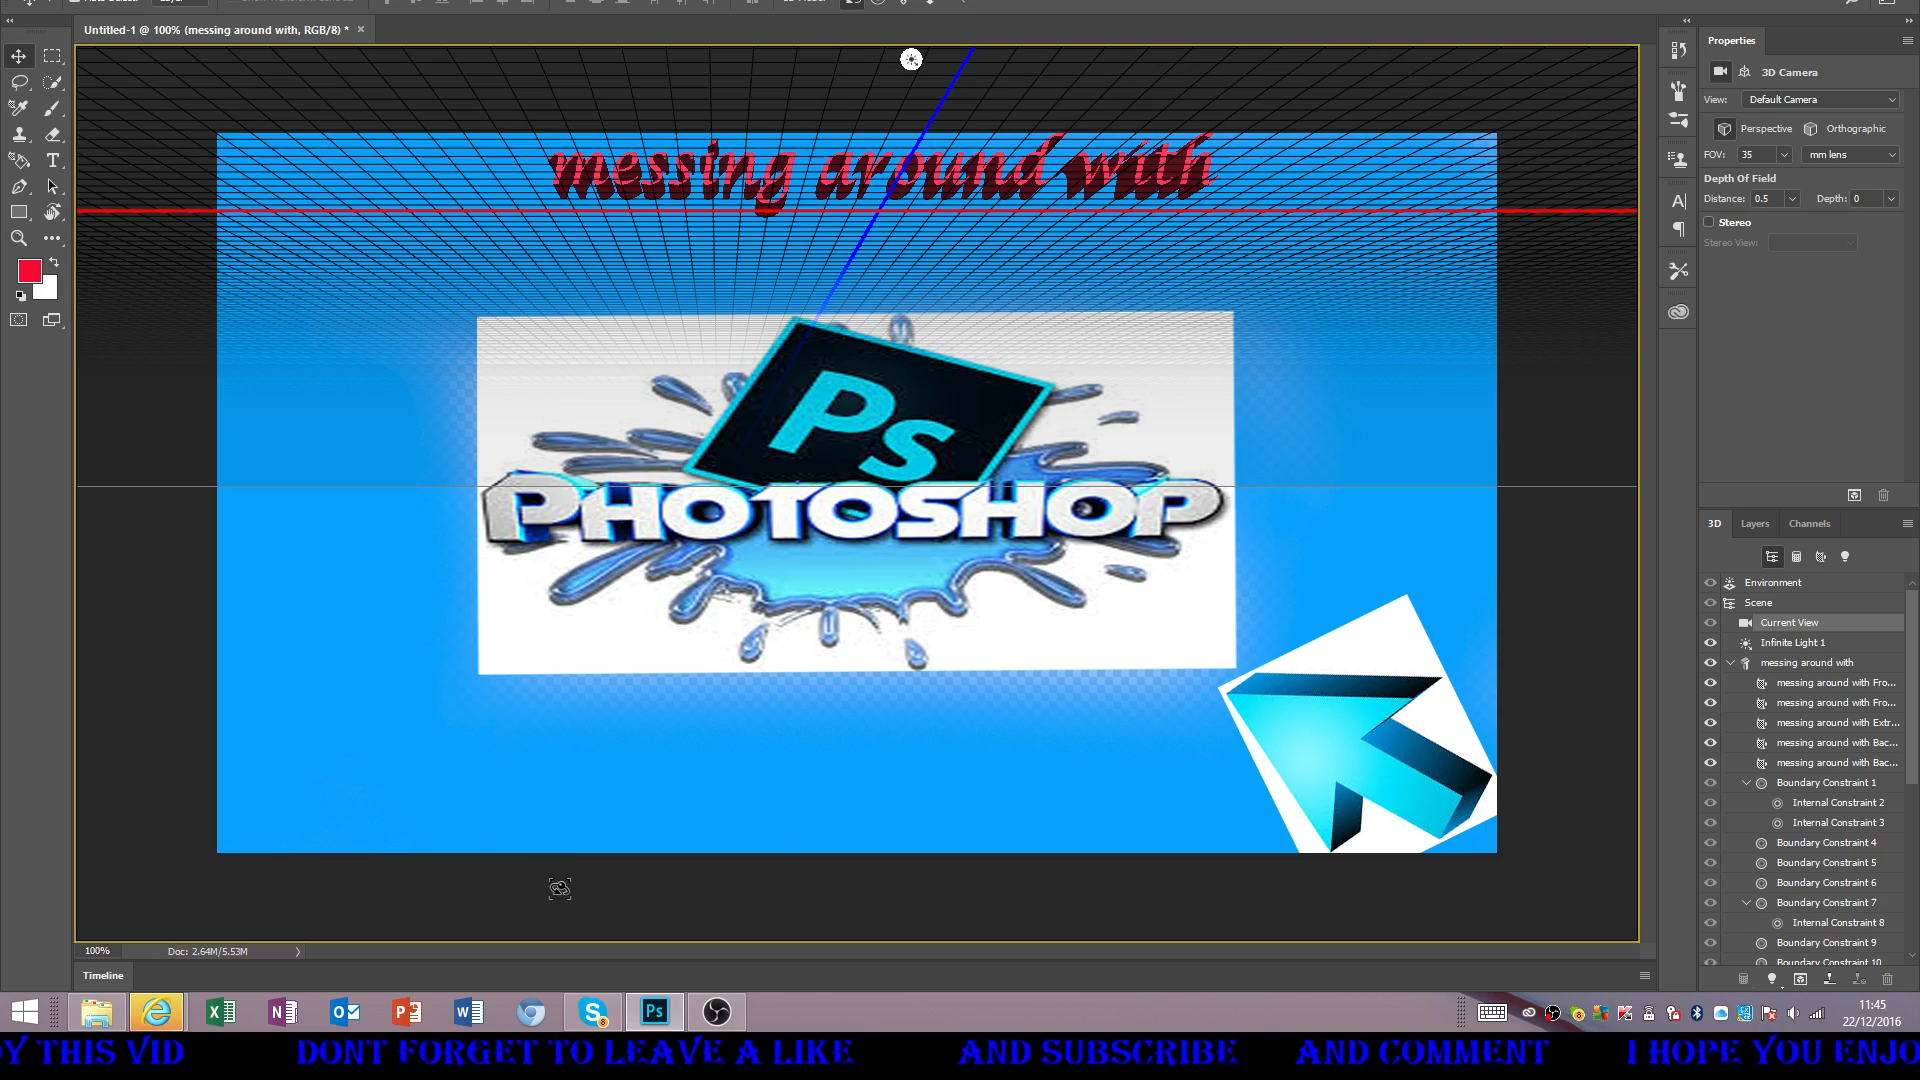 Untitled-1 @ 100% (messing around with, RGB/8) *
Properties
3D Camera
View:
Default Camera
Perspective
Orthographic
FOV:
35
mm lens
Depth Of Field
Distance:
0.5
Depth:
0
Stereo
Stereo View:
messing around with
Ps
PHOTOSHOP
3D
Layers
Channels
Environment
Scene
Current View
Infinite Light 1
messing around with
messing around with Fro...
messing around with Fro...
messing around with Extr...
messing around with Bac...
messing around with Bac...
Boundary Constraint 1
Internal Constraint 2
Internal Constraint 3
Boundary Constraint 4
Boundary Constraint 5
Boundary Constraint 6
Boundary Constraint 7
Internal Constraint 8
Boundary Constraint 9
Boundary Constraint 10
100%
Doc: 2.64M/5.53M
Timeline
11:45
22/12/2016
OY THIS VID DONT FORGET TO LEAVE A LIKE AND SUBSCRIBE AND COMMENT I HOPE YOU ENJO